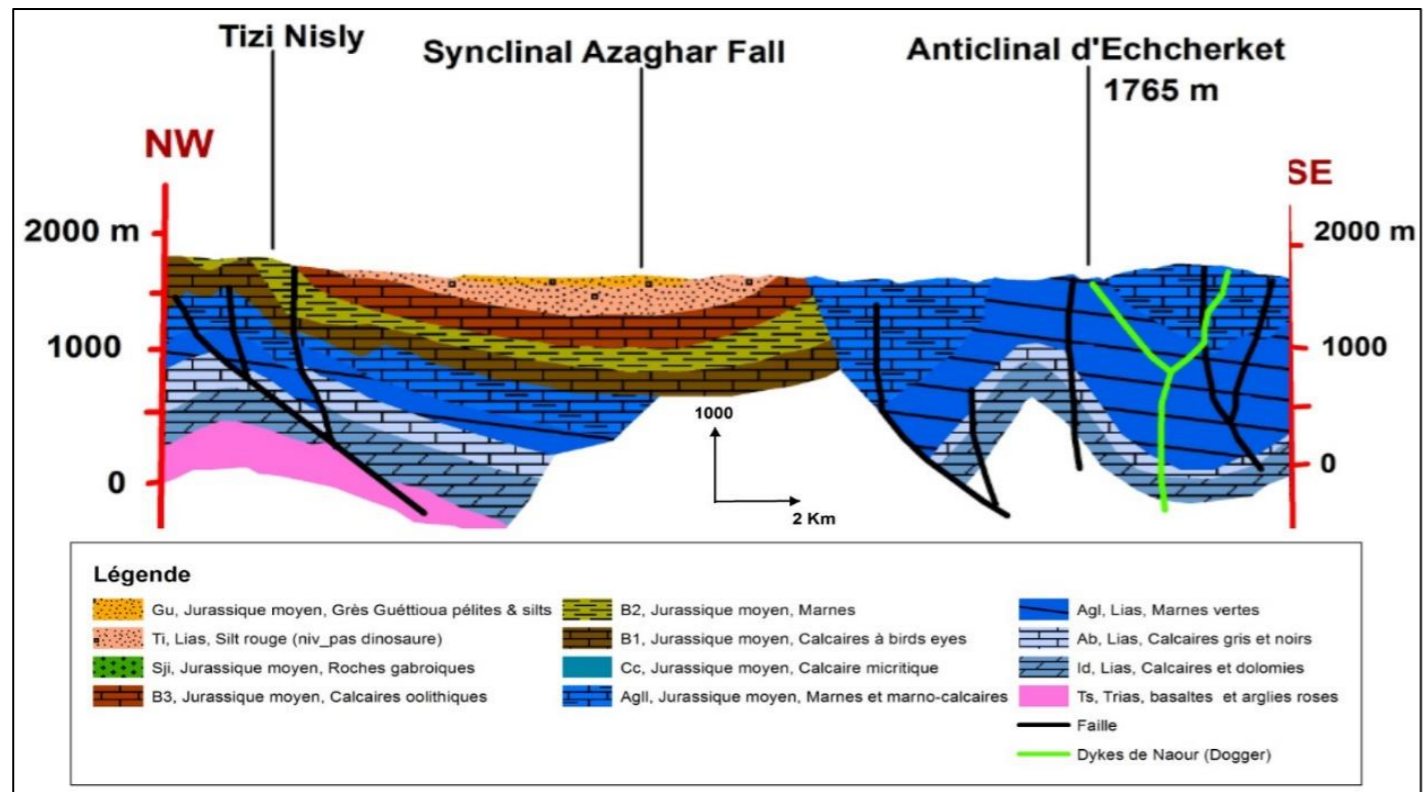 Tizi Nisly
Synclinal Azaghar Fall
Anticlinal d'Echcherket
1765 m
NW
SE
2000 m
2000 m
1000
1000
0
0
1000
2 Km
Légende
Gu, Jurassique moyen, Grès Guéttioua pélites & silts
Ti, Lias, Silt rouge (niv_pas dinosaure)
Sji, Jurassique moyen, Roches gabroiques
B3, Jurassique moyen, Calcaires oolithiques
B2, Jurassique moyen, Marnes
B1, Jurassique moyen, Calcaires à birds eyes
Cc, Jurassique moyen, Calcaire micritique
AgII, Jurassique moyen, Marnes et marno-calcaires
AgI, Lias, Marnes vertes
Ab, Lias, Calcaires gris et noirs
Id, Lias, Calcaires et dolomies
Ts, Trias, basaltes et arglies roses
Faille
Dykes de Naour (Dogger)